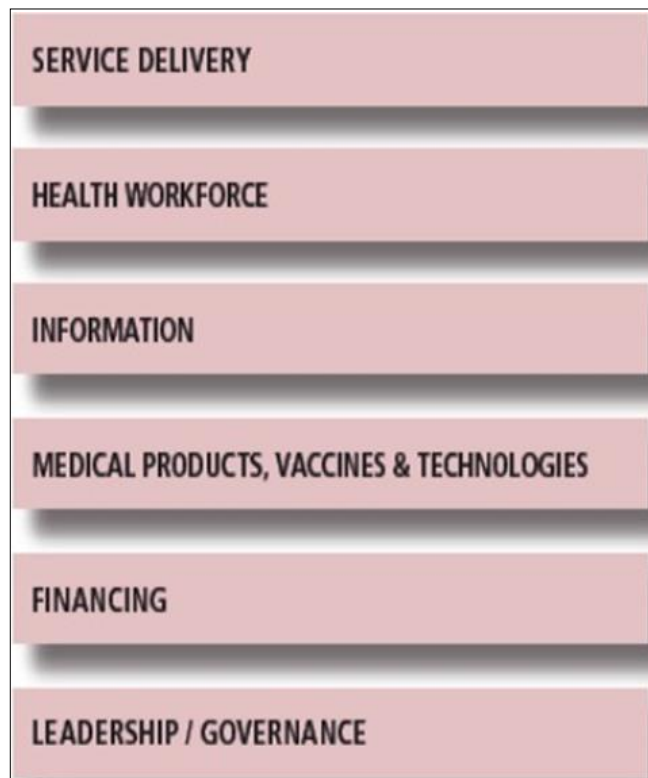 SERVICE DELIVERY
HEALTH WORKFORCE
INFORMATION
MEDICAL PRODUCTS, VACCINES & TECHNOLOGIES
FINANCING
LEADERSHIP / GOVERNANCE